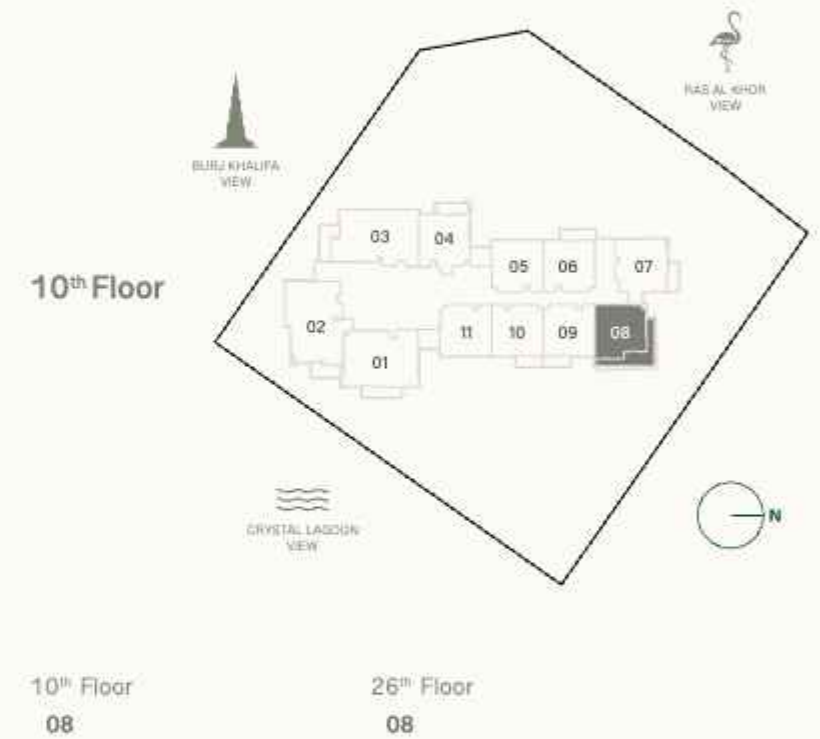 RAS AL KHOR
VIEW
BURJ KHALIFA
VIEW
03
04
05
06
07
10th Floor
02
01
11
10
09
08
CRYSTAL LAGOON
VIEW
N
10th Floor
26th Floor
08
08